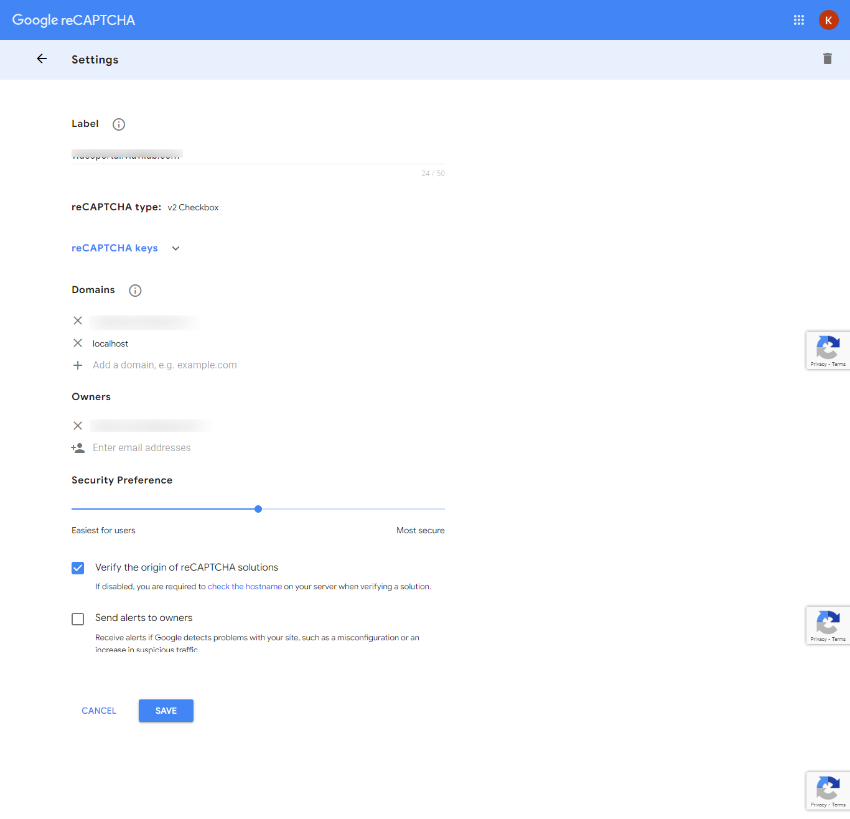 Google reCAPTCHA
K
Settings
Label
24 / 50
reCAPTCHA type: v2 Checkbox
reCAPTCHA keys
Domains
localhost
Add a domain, e.g. example.com
Privacy - Terms
Owners
Enter email addresses
Security Preference
Easiest for users Most secure
Verify the origin of reCAPTCHA solutions
If disabled, you are required to check the hostname on your server when verifying a solution.
Send alerts to owners
Privacy - Terms
Receive alerts if Google detects problems with your site, such as a misconfiguration or an
increase in suspicious traffic.
CANCEL SAVE
Privacy - Terms